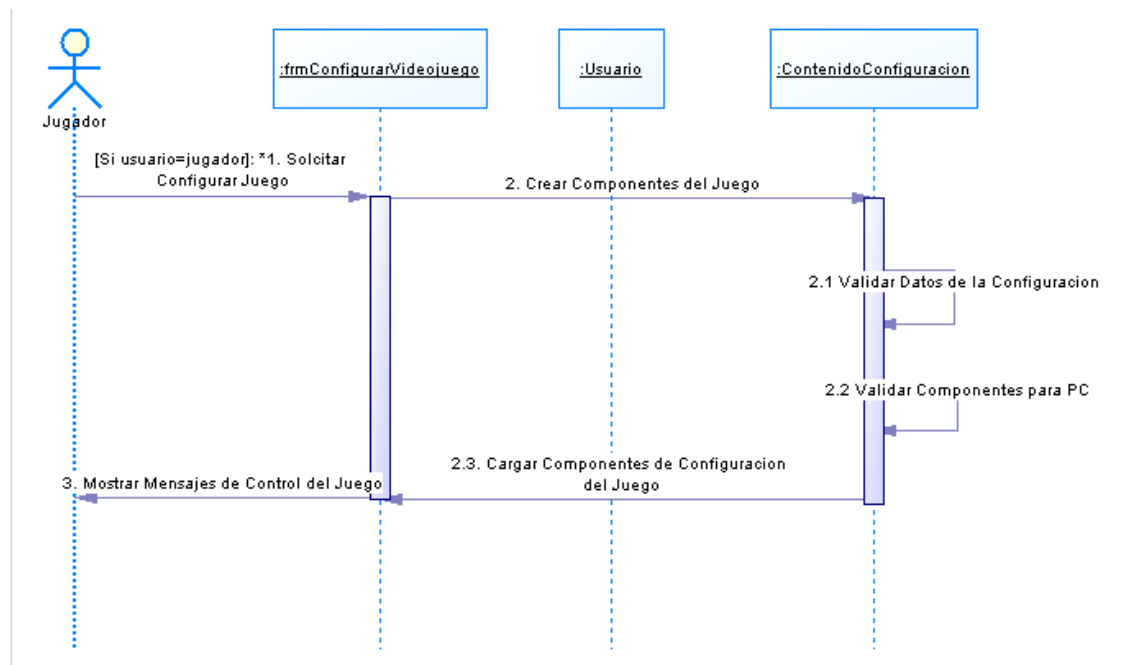 :frmConfigurarVideojuego
:Usuario
:ContenidoConfiguracion
Jugador
[Si usuario=jugador]: *1. Solcitar
Configurar Juego
2. Crear Componentes del Juego
2.1 Validar Datos de la Configuracion
2.2 Validar Componentes para PC
2.3. Cargar Componentes de Configuracion
del Juego
3. Mostrar Mensajes de Control del Juego